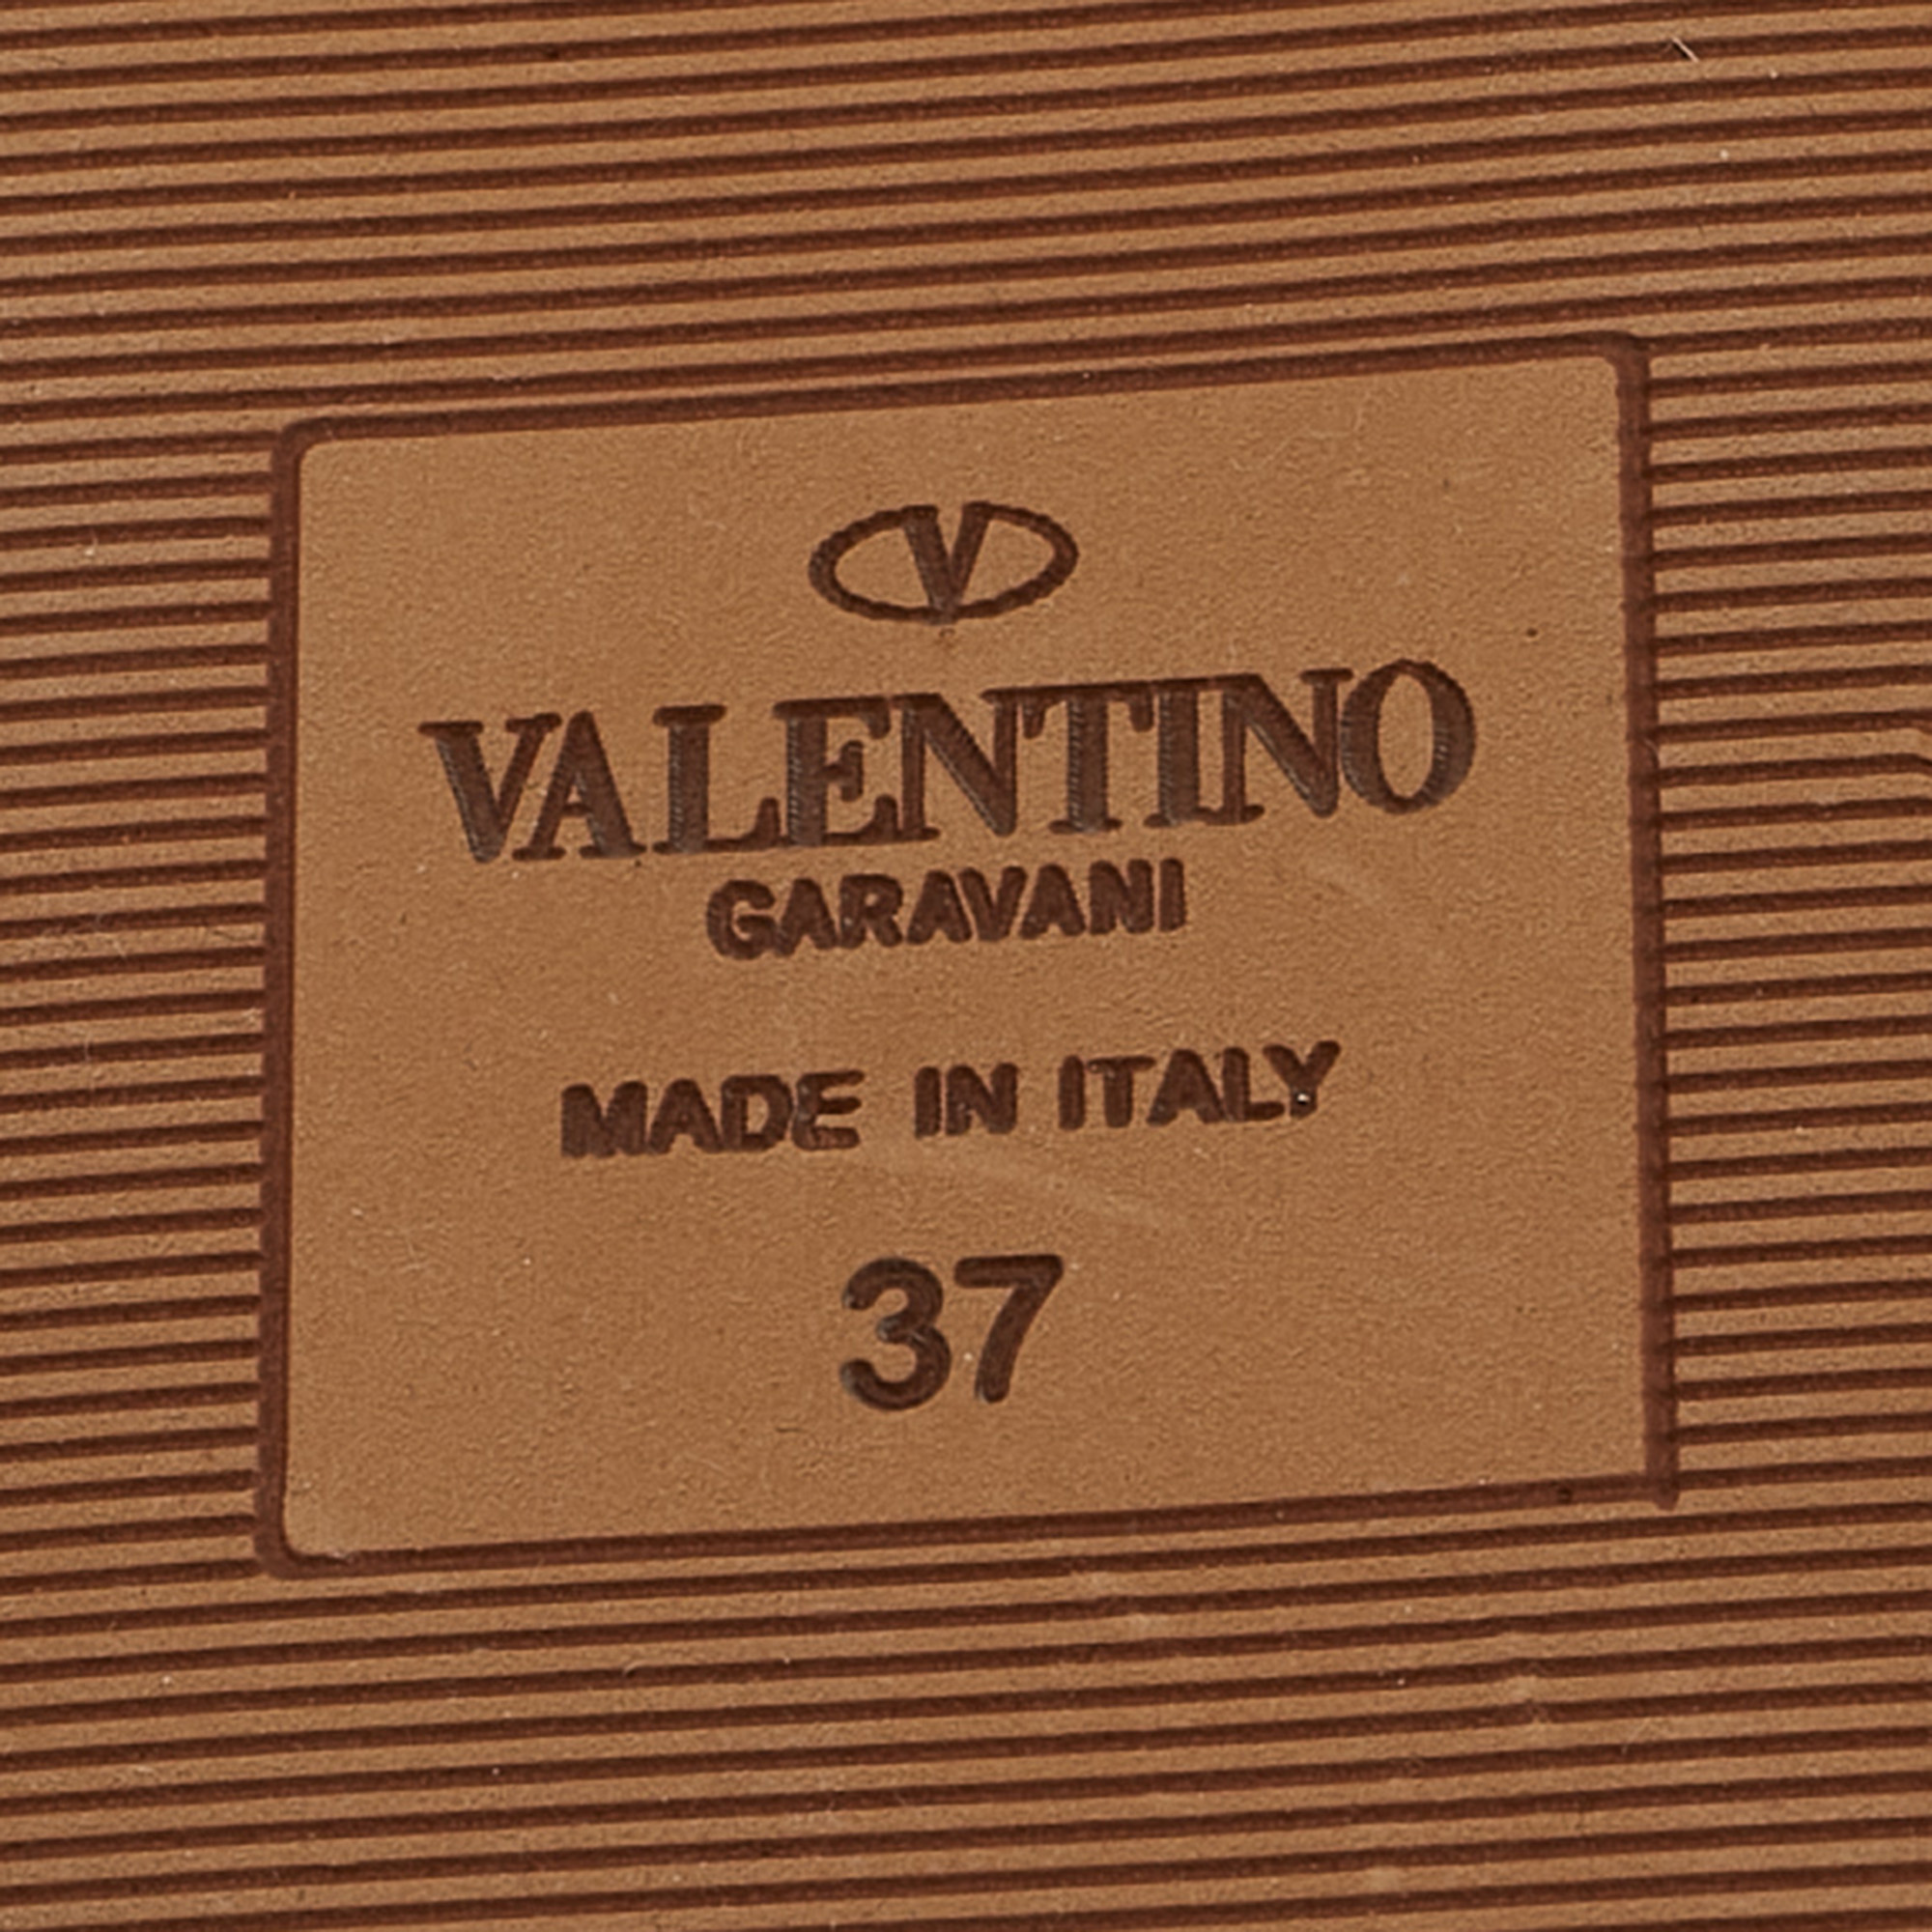 V
VALENTINO
GARAVANI
MADE IN ITALY
37